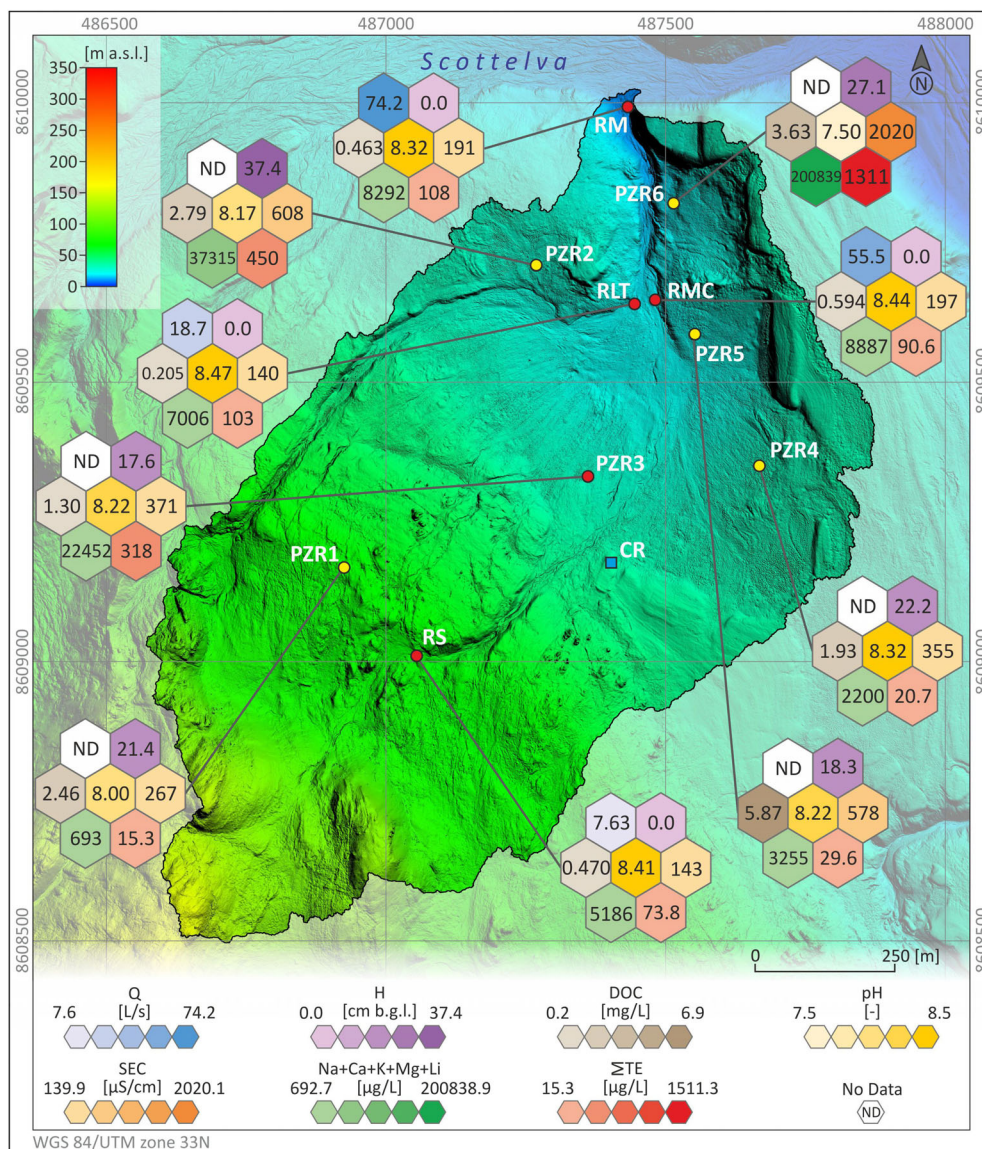 486500 487000 487500 488000
[m a.s.l.]
350
300
250
200
150
100
50
0
Scottelva
N
8610000
8610000
74.2 0.0
0.463 8.32 191
8292 108
RM
ND 27.1
3.63 7.50 2020
200839 1311
ND 37.4
2.79 8.17 608
37315 450
PZR6
PZR2
RLT RMC
55.5 0.0
0.594 8.44 197
8887 90.6
18.7 0.0
0.205 8.47 140
7006 103
PZR5
8609500
8609500
ND 17.6
1.30 8.22 371
22452 318
PZR3
PZR4
PZR1
CR
RS
ND 22.2
1.93 8.32 355
2200 20.7
8609000
8609000
ND 21.4
2.46 8.00 267
693 15.3
7.63 0.0
0.470 8.41 143
5186 73.8
ND 18.3
5.87 8.22 578
3255 29.6
8608500
8608500
0 250 [m]
Q
[L/s]
7.6 74.2
H
[cm b.g.l.]
0.0 37.4
DOC
[mg/L]
0.2 6.9
pH
[-]
7.5 8.5
SEC
[µS/cm]
139.9 2020.1
Na+Ca+K+Mg+Li
[µg/L]
692.7 200838.9
∑TE
[µg/L]
15.3 1511.3
No Data
ND
WGS 84/UTM zone 33N